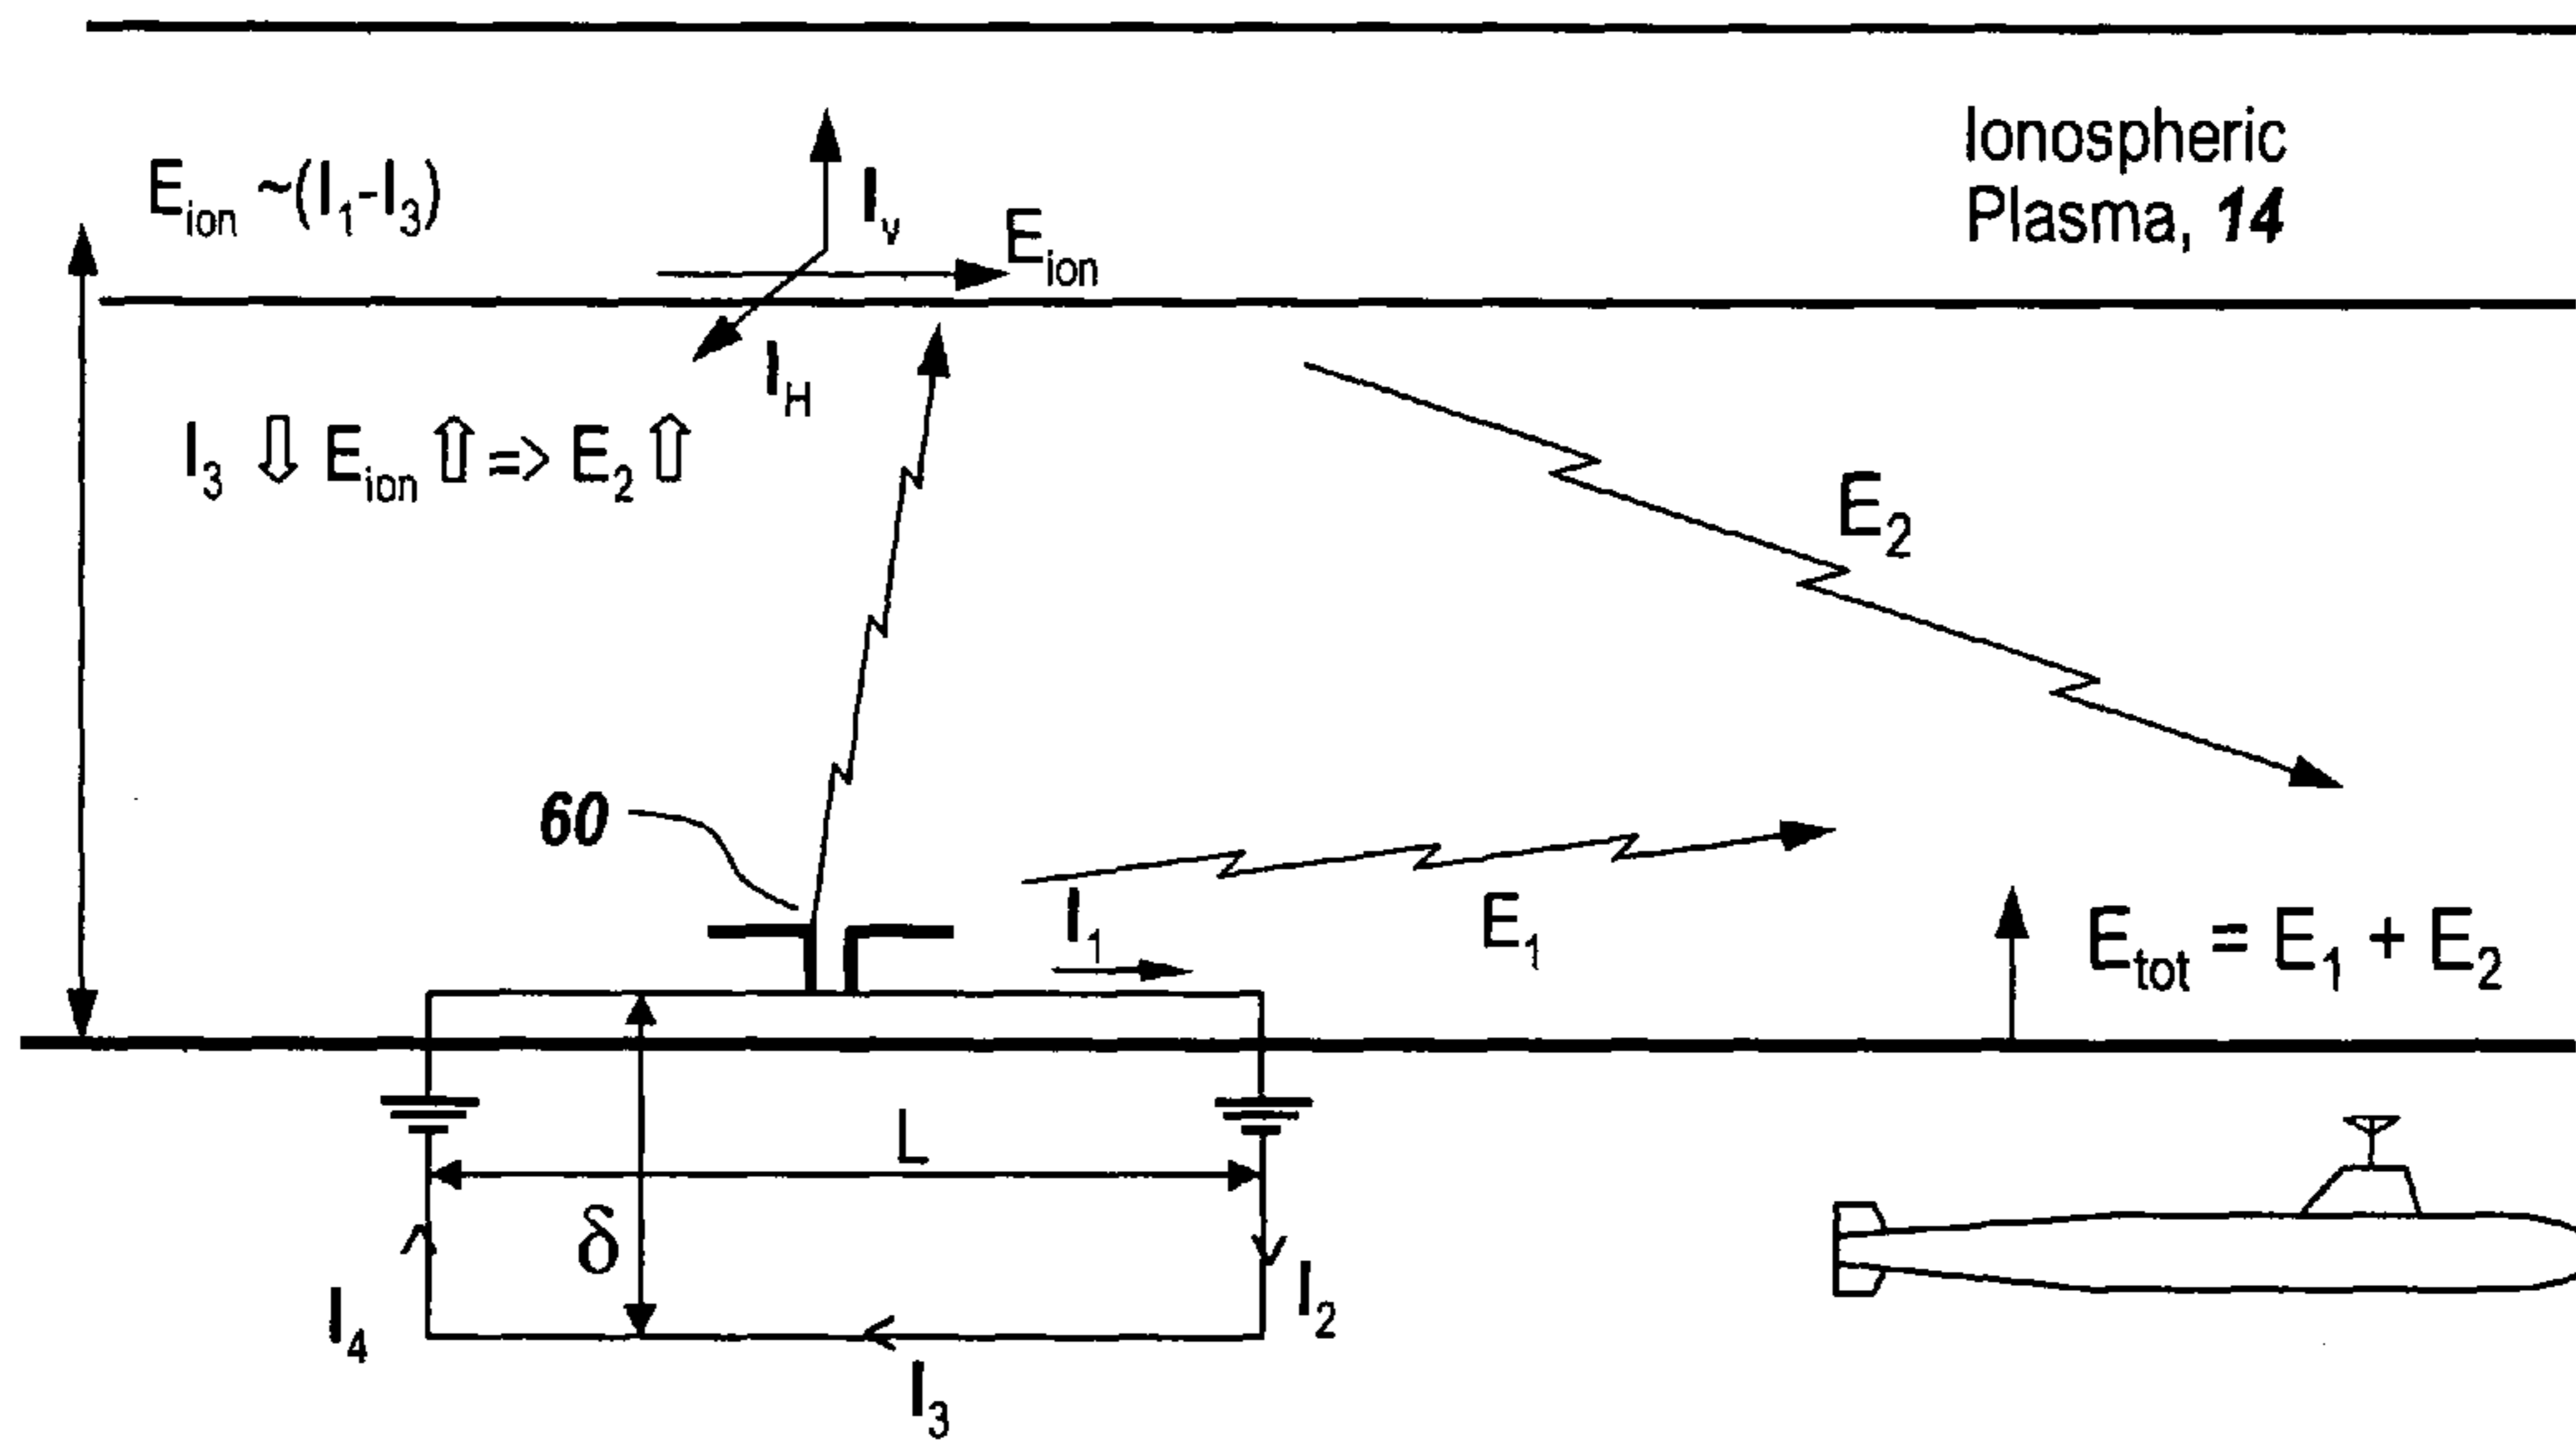 Ionospheric
Plasma, 14
E_ion ~(I_1-I_3)
I_v
E_ion
I_H
I_3 ⇩ E_ion ⇧ => E_2 ⇧
E_2
60
I_1
E_1
E_tot = E_1 + E_2
L
δ
I_4
I_2
I_3